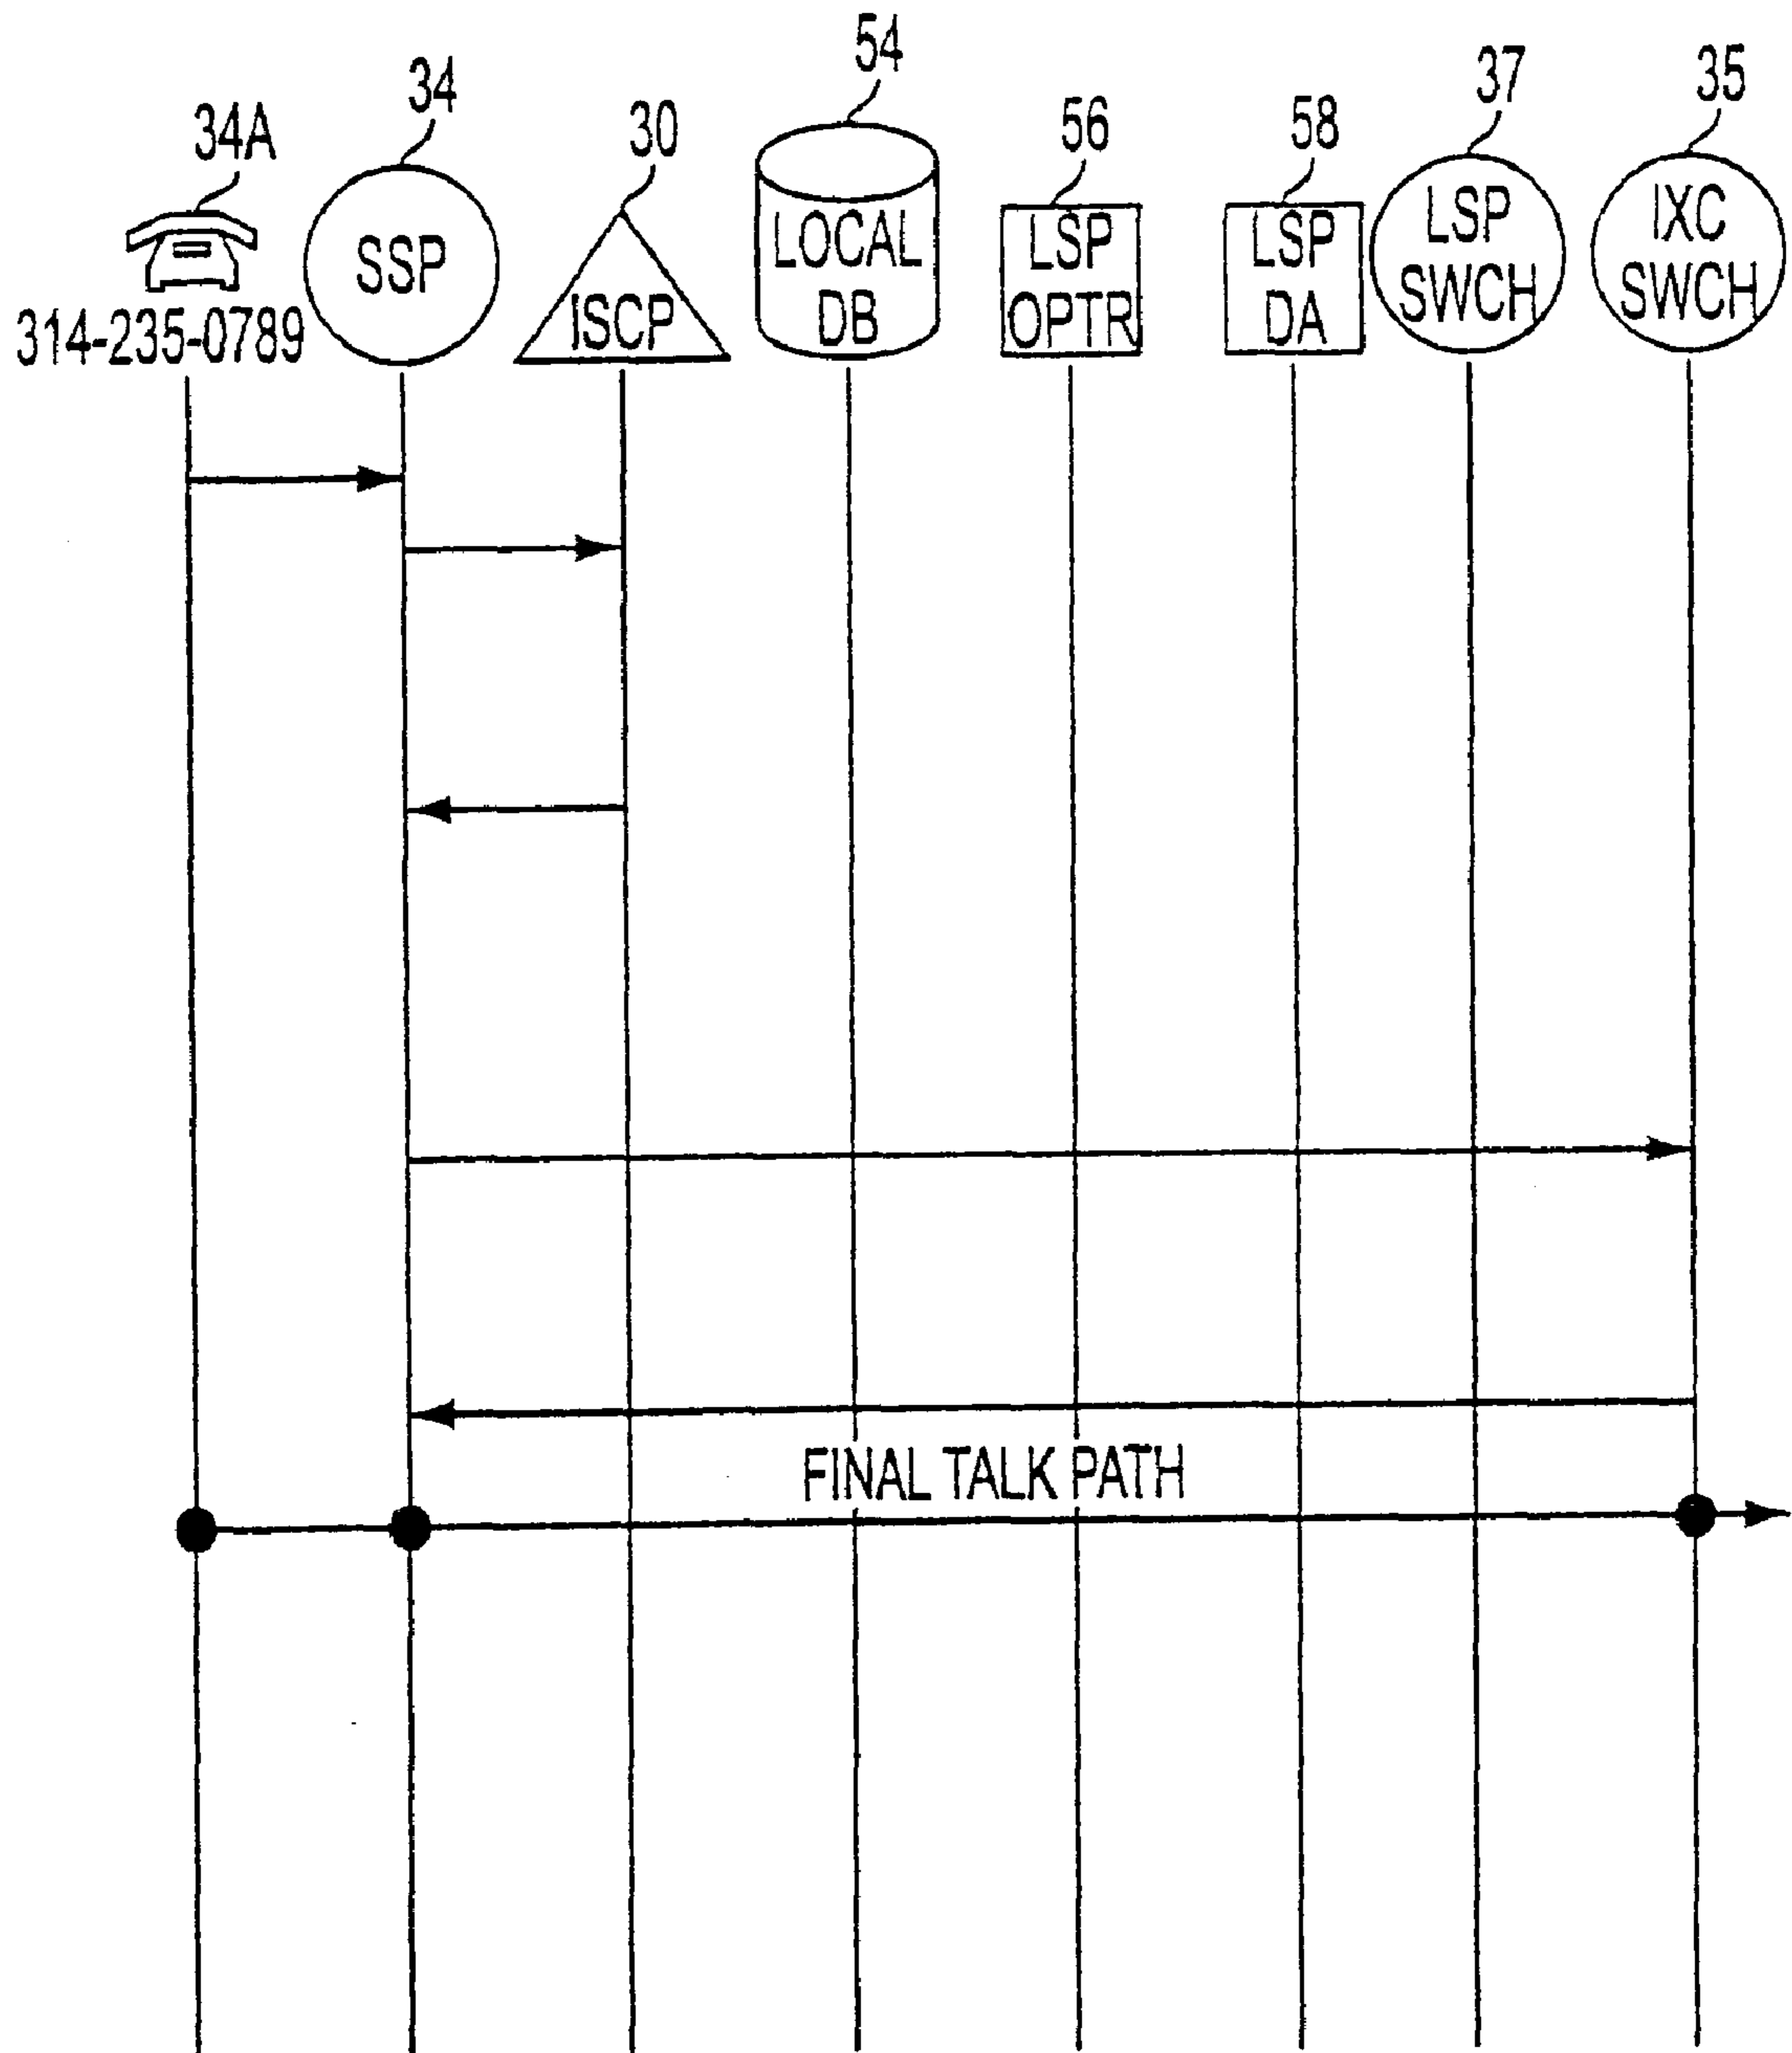 34A
34
30
54
56
58
37
35
314-235-0789
SSP
ISCP
LOCAL
DB
LSP
OPTR
LSP
DA
LSP
SWCH
IXC
SWCH
FINAL TALK PATH